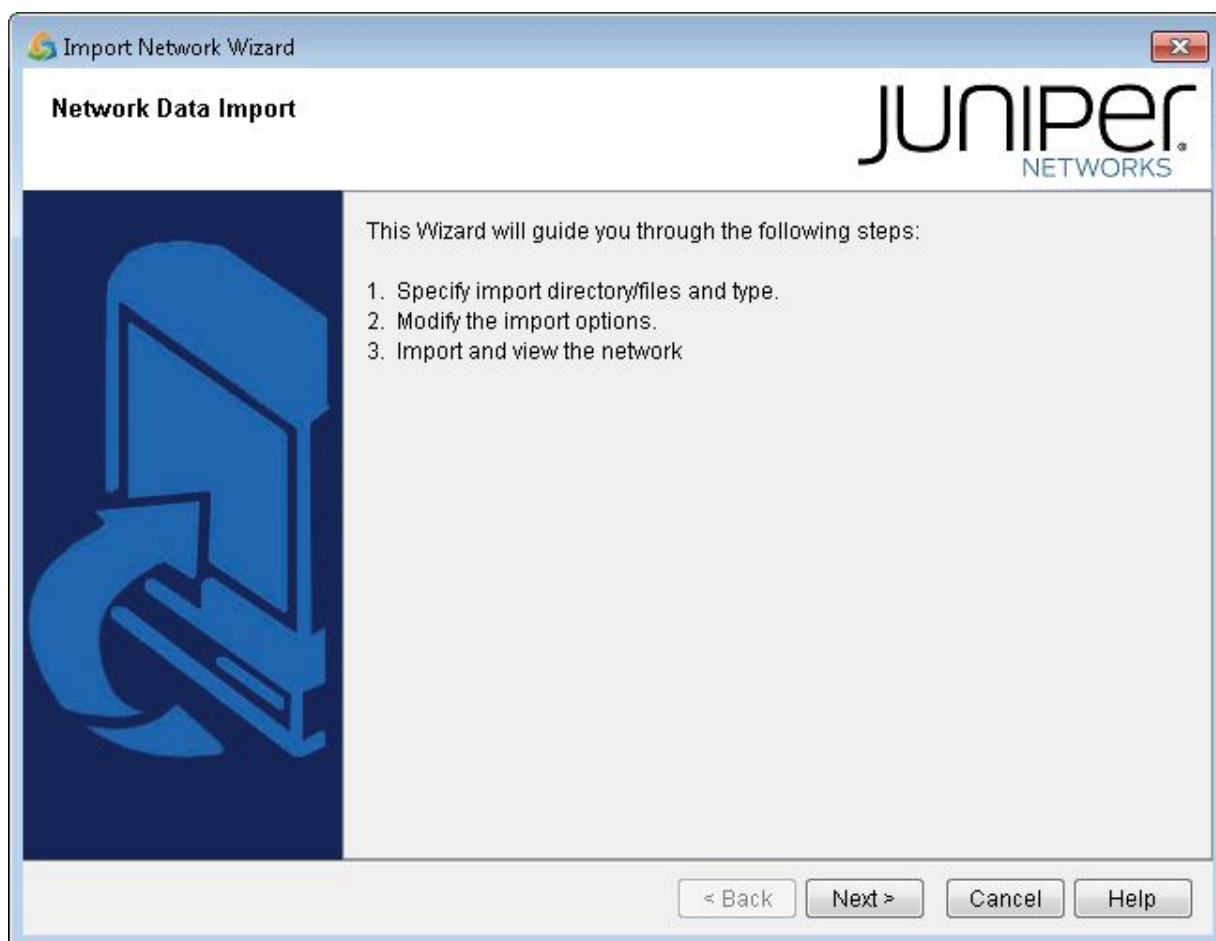 Import Network Wizard
Network Data Import
JUNIPER
NETWORKS
This Wizard will guide you through the following steps:
1. Specify import directory/files and type.
2. Modify the import options.
3. Import and view the network
< Back
Next >
Cancel
Help